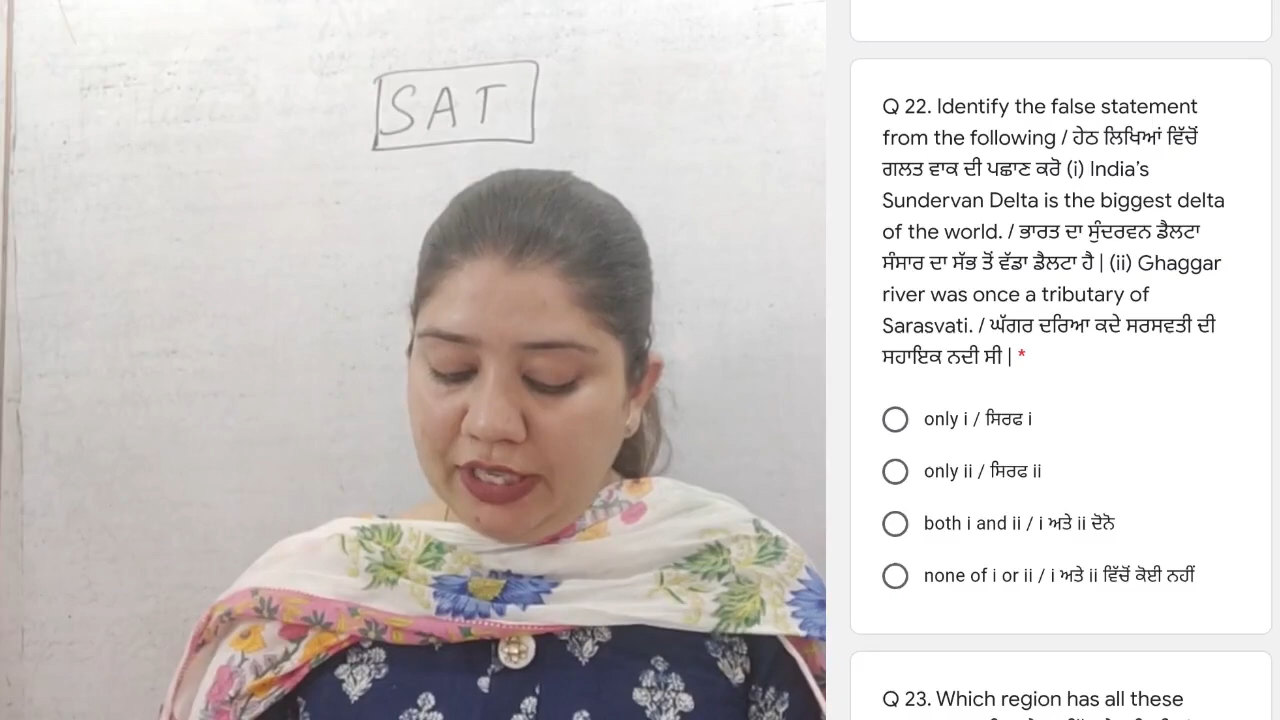 SAT
Q 22. Identify the false statement
from the following / ਹੇਠ ਲਿਖਿਆਂ ਵਿੱਚੋਂ
ਗਲਤ ਵਾਕ ਦੀ ਪਛਾਣ ਕਰੋ (i) India’s
Sundervan Delta is the biggest delta
of the world. / ਭਾਰਤ ਦਾ ਸੁੰਦਰਵਨ ਡੈਲਟਾ
ਸੰਸਾਰ ਦਾ ਸੱਭ ਤੋਂ ਵੱਡਾ ਡੈਲਟਾ ਹੈ | (ii) Ghaggar
river was once a tributary of
Sarasvati. / ਘੱਗਰ ਦਰਿਆ ਕਦੇ ਸਰਸਵਤੀ ਦੀ
ਸਹਾਇਕ ਨਦੀ ਸੀ | *
only i / ਸਿਰਫ i
only ii / ਸਿਰਫ ii
both i and ii / i ਅਤੇ ii ਦੋਨੋ
none of i or ii / i ਅਤੇ ii ਵਿੱਚੋਂ ਕੋਈ ਨਹੀਂ
Q 23. Which region has all these